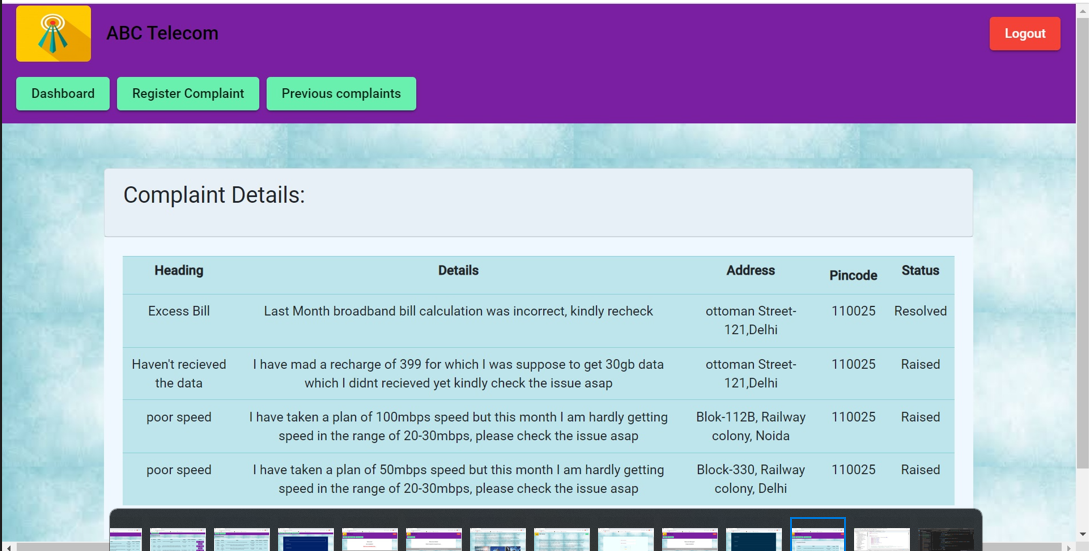 ABC Telecom
Logout
Dashboard
Register Complaint
Previous complaints
Complaint Details:
Heading
Details
Address
Pincode
Status
Excess Bill
Last Month broadband bill calculation was incorrect, kindly recheck
ottoman Street-
121,Delhi
110025
Resolved
Haven't recieved
the data
I have mad a recharge of 399 for which I was suppose to get 30gb data
which I didnt recieved yet kindly check the issue asap
ottoman Street-
121,Delhi
110025
Raised
poor speed
I have taken a plan of 100mbps speed but this month I am hardly getting
speed in the range of 20-30mbps, please check the issue asap
Blok-112B, Railway
colony, Noida
110025
Raised
poor speed
I have taken a plan of 50mbps speed but this month I am hardly getting
speed in the range of 20-30mbps, please check the issue asap
Block-330, Railway
colony, Delhi
110025
Raised